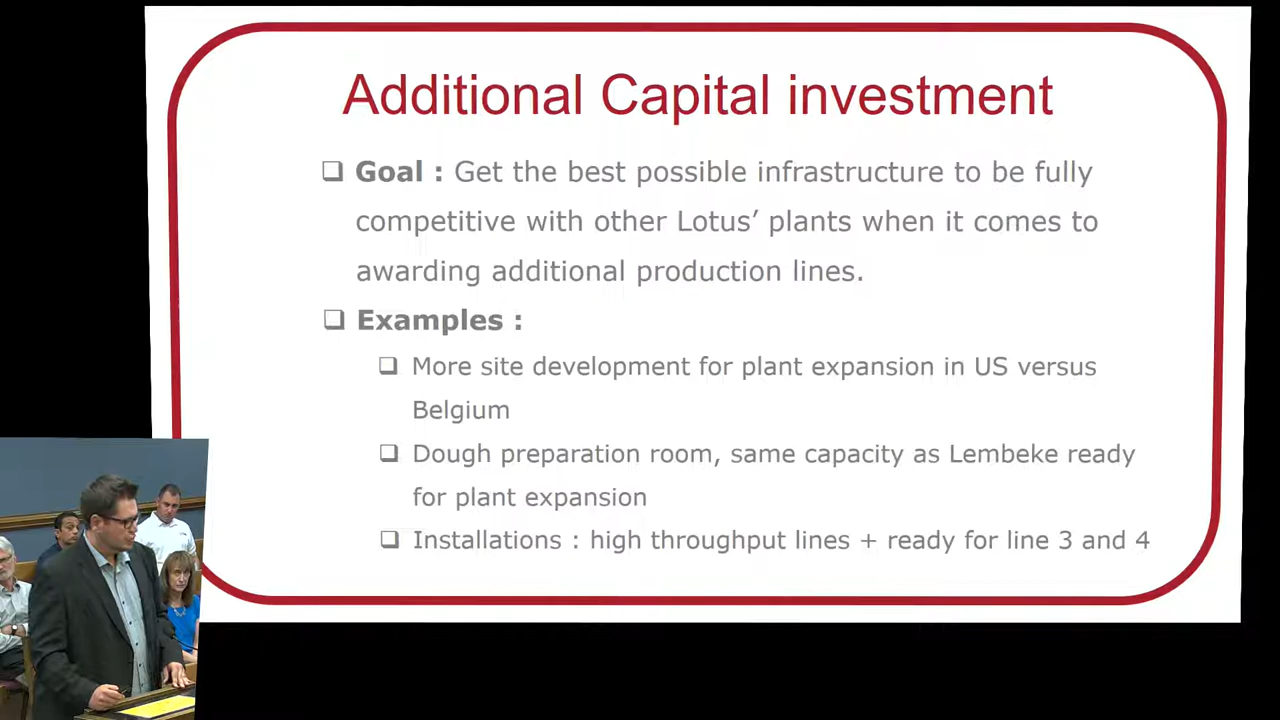 Additional Capital investment
❑ Goal : Get the best possible infrastructure to be fully
competitive with other Lotus’ plants when it comes to
awarding additional production lines.
❑ Examples :
❑ More site development for plant expansion in US versus
Belgium
❑ Dough preparation room, same capacity as Lembeke ready
for plant expansion
❑ Installations : high throughput lines + ready for line 3 and 4